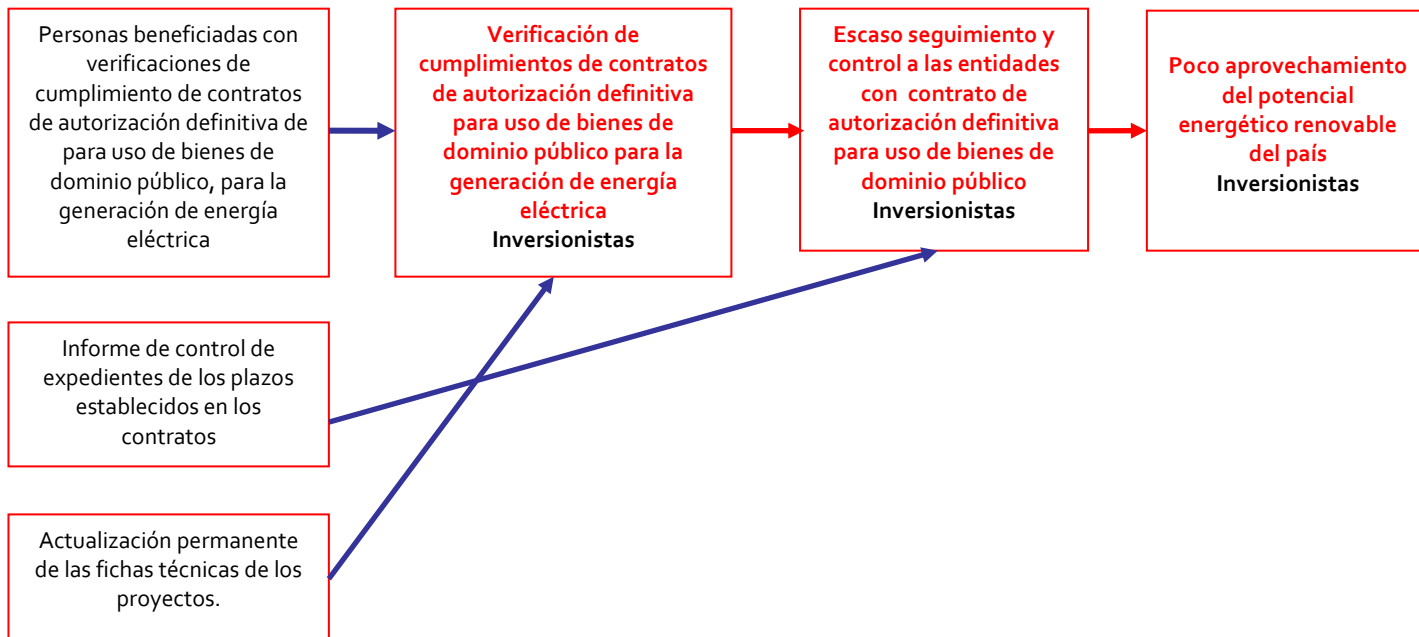 Personas beneficiadas con
verificaciones de
cumplimiento de contratos
de autorización definitiva de
para uso de bienes de
dominio público, para la
generación de energía
eléctrica
Verificación de
cumplimientos de contratos
de autorización definitiva
para uso de bienes de
dominio público para la
generación de energía
eléctrica
Inversionistas
Escaso seguimiento y
control a las entidades
con contrato de
autorización definitiva
para uso de bienes de
dominio público
Inversionistas
Poco aprovechamiento
del potencial
energético renovable
del país
Inversionistas
Informe de control de
expedientes de los plazos
establecidos en los
contratos
Actualización permanente
de las fichas técnicas de los
proyectos.